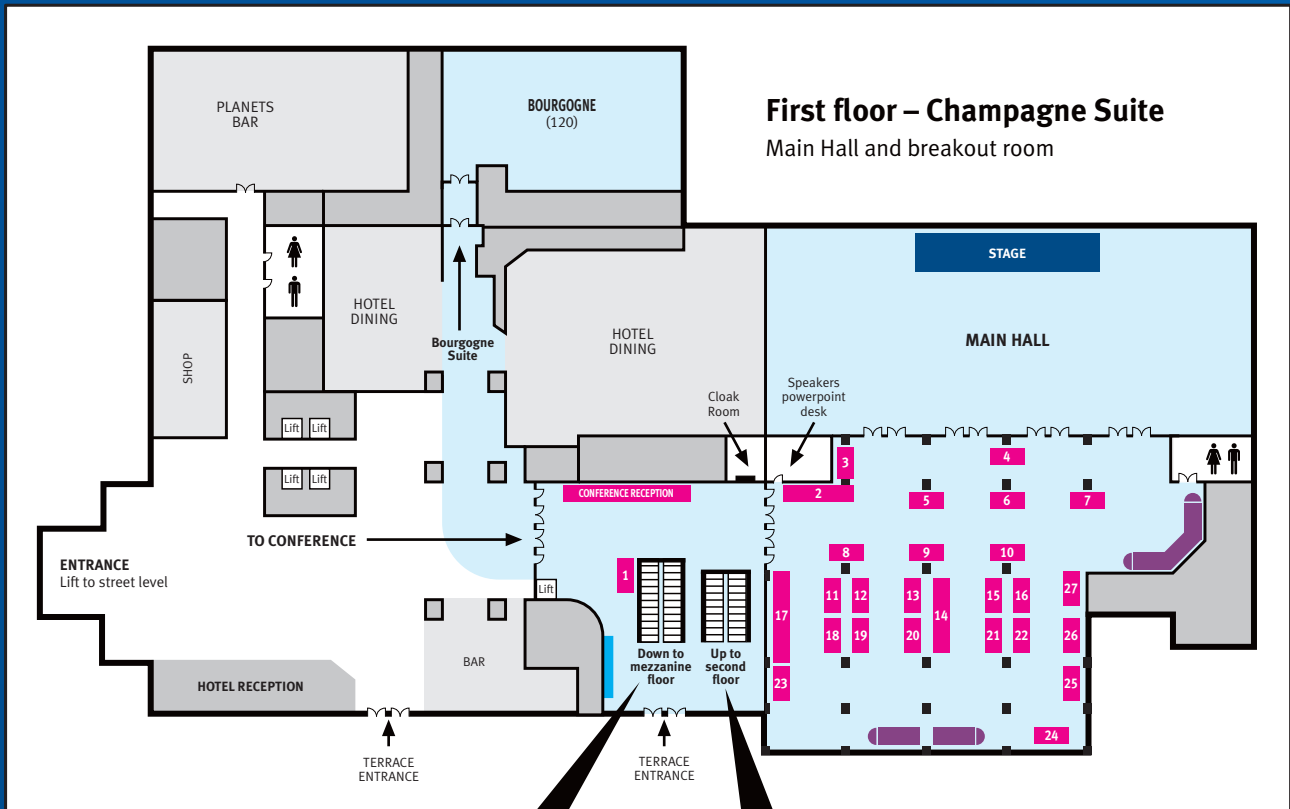 First floor – Champagne Suite
Main Hall and breakout room
PLANETS
BAR
BOURGOGNE
(120)
STAGE
MAIN HALL
HOTEL
DINING
HOTEL
DINING
Bourgogne
Suite
SHOP
Cloak
Room
Speakers
powerpoint
desk
Lift
Lift
Lift
Lift
CONFERENCE RECEPTION
TO CONFERENCE
ENTRANCE
Lift to street level
Lift
HOTEL RECEPTION
BAR
Down to
mezzanine
floor
Up to
second
floor
TERRACE
ENTRANCE
TERRACE
ENTRANCE
1
2
3
4
5
6
7
8
9
10
11
12
13
14
15
16
17
18
19
20
21
22
23
24
25
26
27